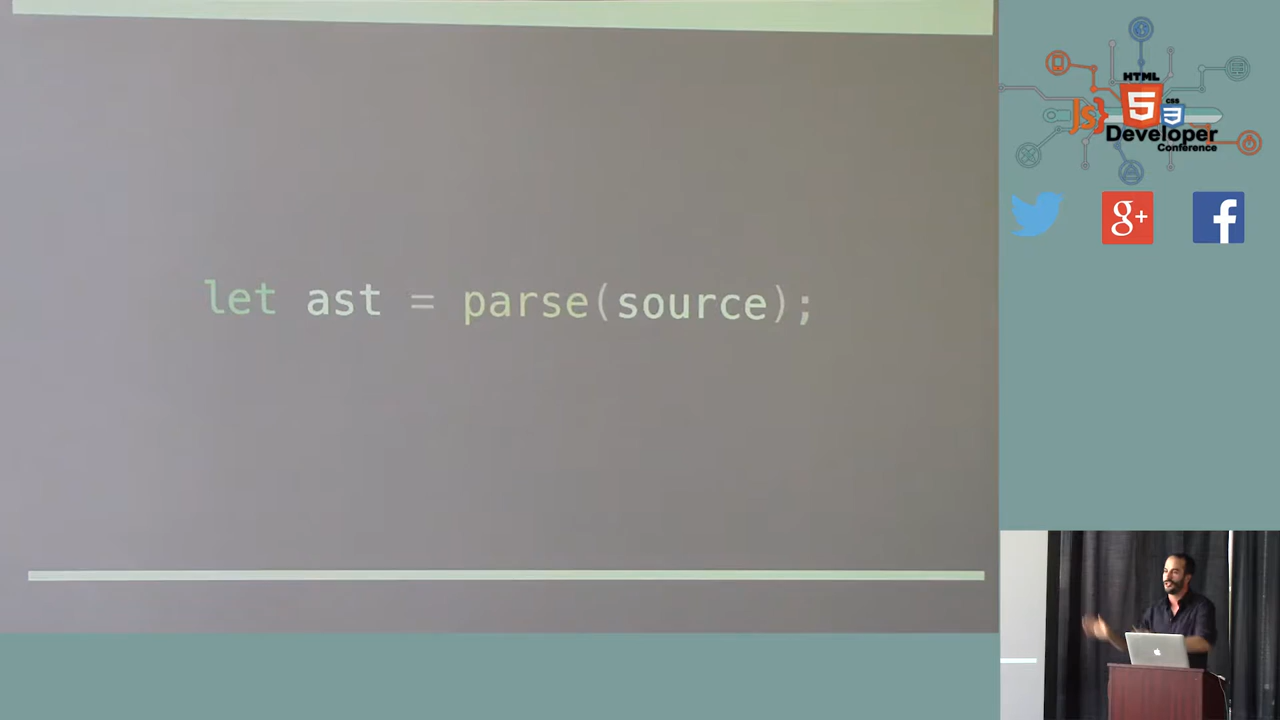 let ast = parse(source);
HTML
5
CSS
3
JS}
Developer
Conference
g+
f